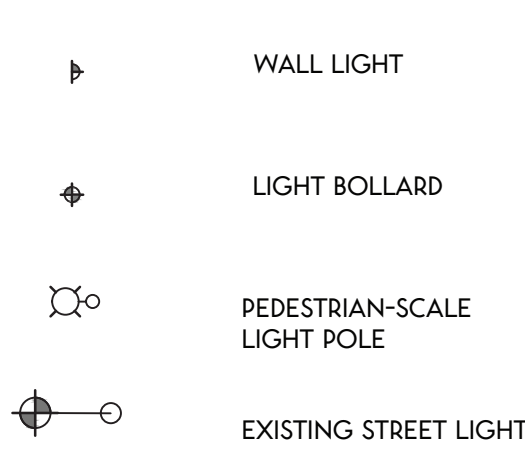 WALL LIGHT
LIGHT BOLLARD
PEDESTRIAN-SCALE
LIGHT POLE
EXISTING STREET LIGHT